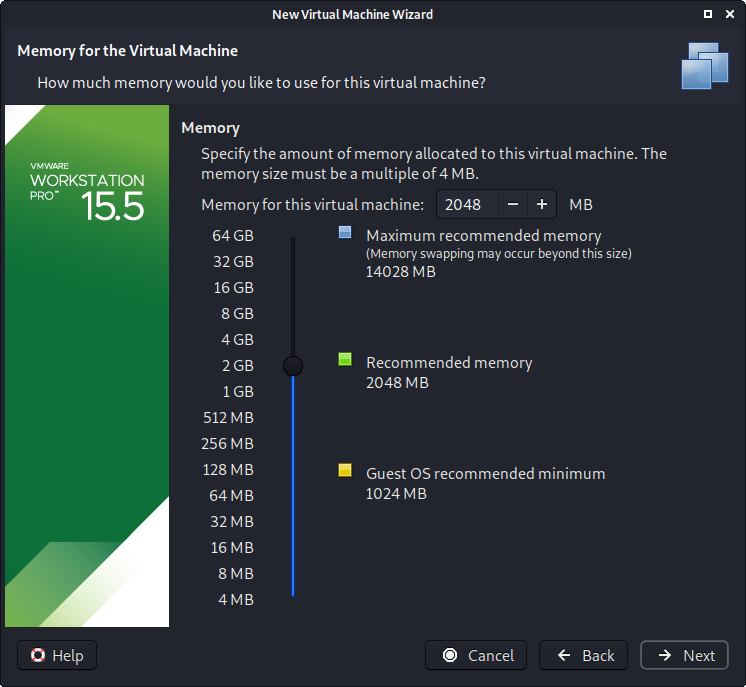 New Virtual Machine Wizard
Memory for the Virtual Machine
How much memory would you like to use for this virtual machine?
VMWARE
WORKSTATION
PRO™
15.5
Memory
Specify the amount of memory allocated to this virtual machine. The
memory size must be a multiple of 4 MB.
Memory for this virtual machine: 2048 − + MB
64 GB
32 GB
16 GB
8 GB
4 GB
2 GB
1 GB
512 MB
256 MB
128 MB
64 MB
32 MB
16 MB
8 MB
4 MB
Maximum recommended memory
(Memory swapping may occur beyond this size)
14028 MB
Recommended memory
2048 MB
Guest OS recommended minimum
1024 MB
Help
Cancel
Back
Next